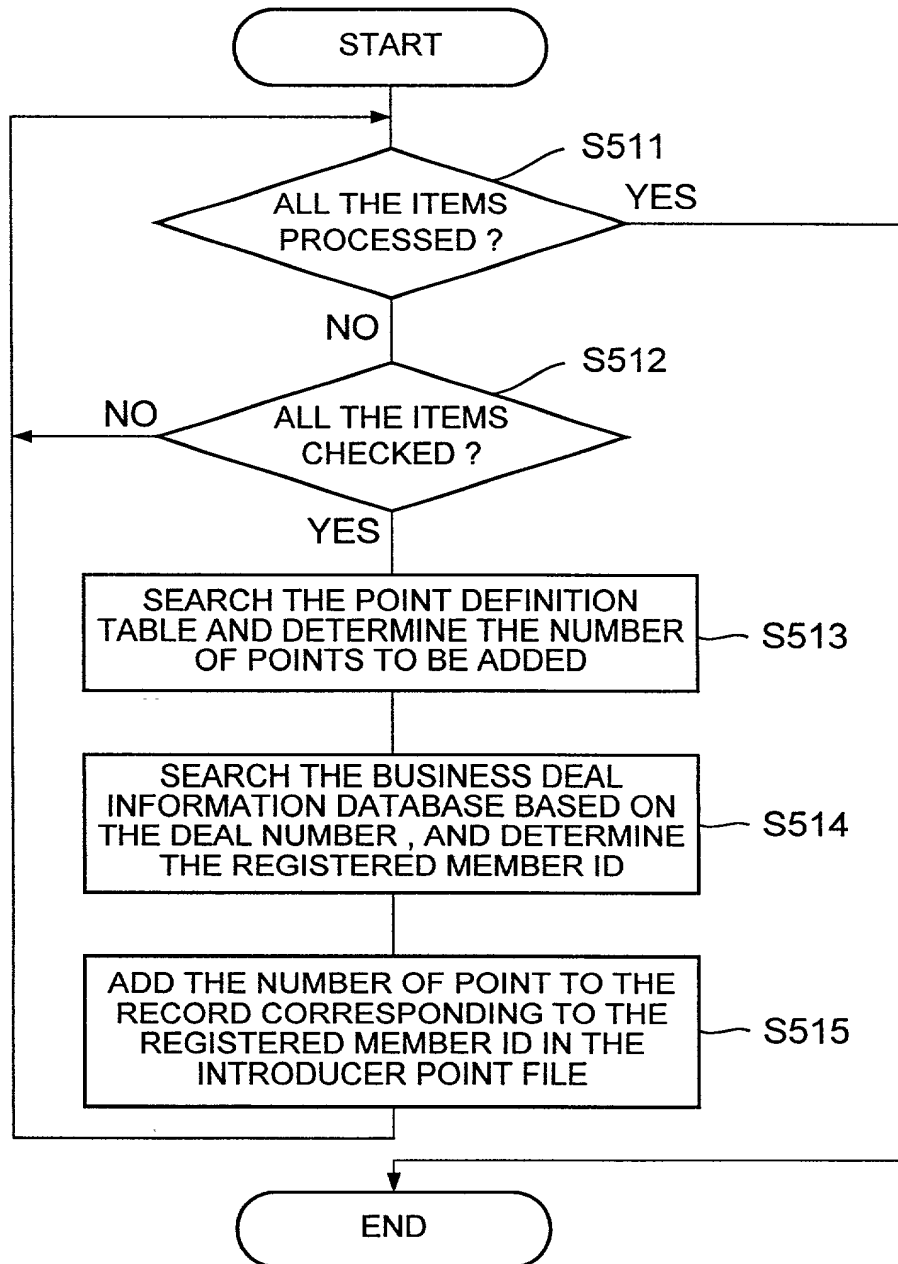 START
S511
ALL THE ITEMS
PROCESSED ?
YES
NO
S512
ALL THE ITEMS
CHECKED ?
NO
YES
SEARCH THE POINT DEFINITION
TABLE AND DETERMINE THE NUMBER
OF POINTS TO BE ADDED
S513
SEARCH THE BUSINESS DEAL
INFORMATION DATABASE BASED ON
THE DEAL NUMBER , AND DETERMINE
THE REGISTERED MEMBER ID
S514
ADD THE NUMBER OF POINT TO THE
RECORD CORRESPONDING TO THE
REGISTERED MEMBER ID IN THE
INTRODUCER POINT FILE
S515
END